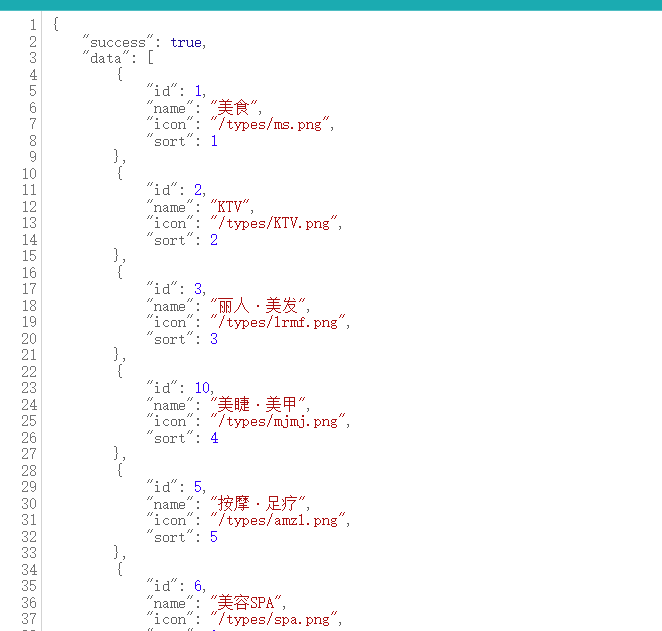 1 {
2 "success": true,
3 "data": [
4 {
5 "id": 1,
6 "name": "美食",
7 "icon": "/types/ms.png",
8 "sort": 1
9 },
10 {
11 "id": 2,
12 "name": "KTV",
13 "icon": "/types/KTV.png",
14 "sort": 2
15 },
16 {
17 "id": 3,
18 "name": "丽人·美发",
19 "icon": "/types/lrmf.png",
20 "sort": 3
21 },
22 {
23 "id": 10,
24 "name": "美睫·美甲",
25 "icon": "/types/mjmj.png",
26 "sort": 4
27 },
28 {
29 "id": 5,
30 "name": "按摩·足疗",
31 "icon": "/types/amzl.png",
32 "sort": 5
33 },
34 {
35 "id": 6,
36 "name": "美容SPA",
37 "icon": "/types/spa.png",